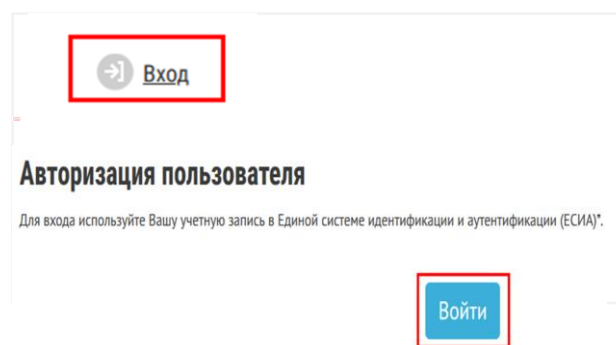 Вход
Авторизация пользователя
Для входа используйте Вашу учетную запись в Единой системе идентификации и аутентификации (ЕСИА)*.
Войти